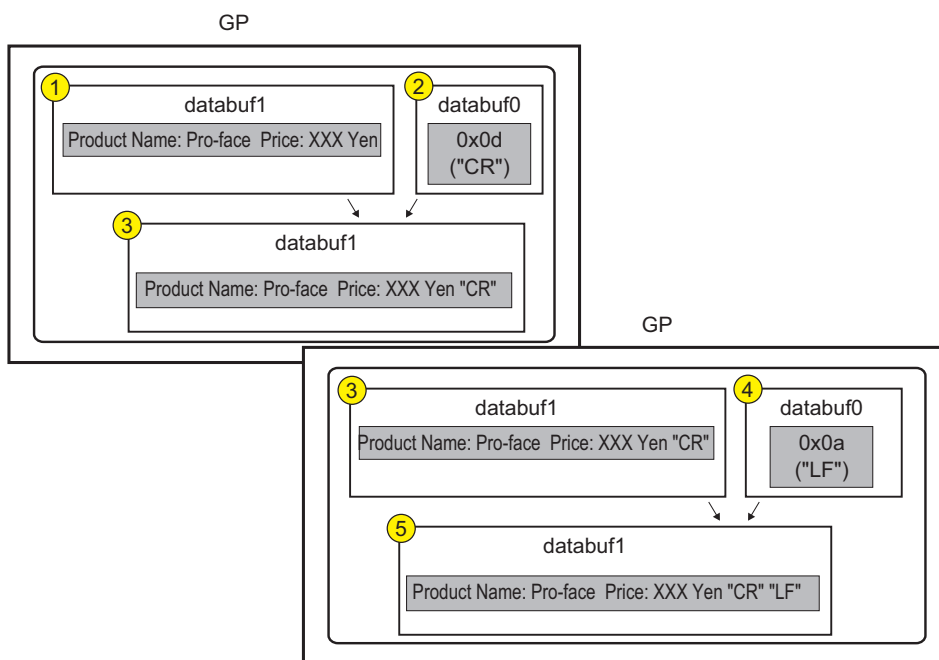 GP
1
databuf1
Product Name: Pro-face  Price: XXX Yen
2
databuf0
0x0d
("CR")
3
databuf1
Product Name: Pro-face  Price: XXX Yen "CR"
GP
3
databuf1
Product Name: Pro-face  Price: XXX Yen "CR"
4
databuf0
0x0a
("LF")
5
databuf1
Product Name: Pro-face  Price: XXX Yen "CR" "LF"